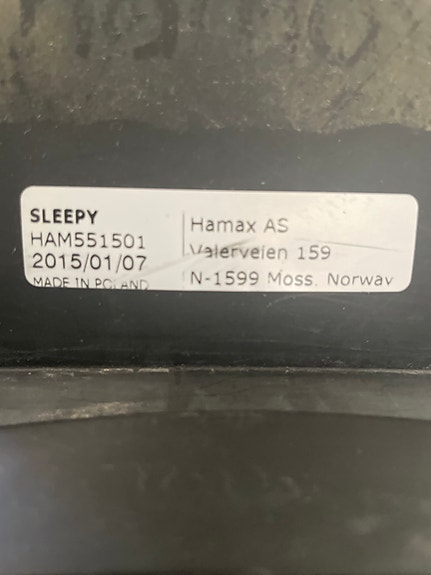 SLEEPY
HAM551501
2015/01/07
MADE IN POLAND
Hamax AS
Valerveien 159
N-1599 Moss, Norway